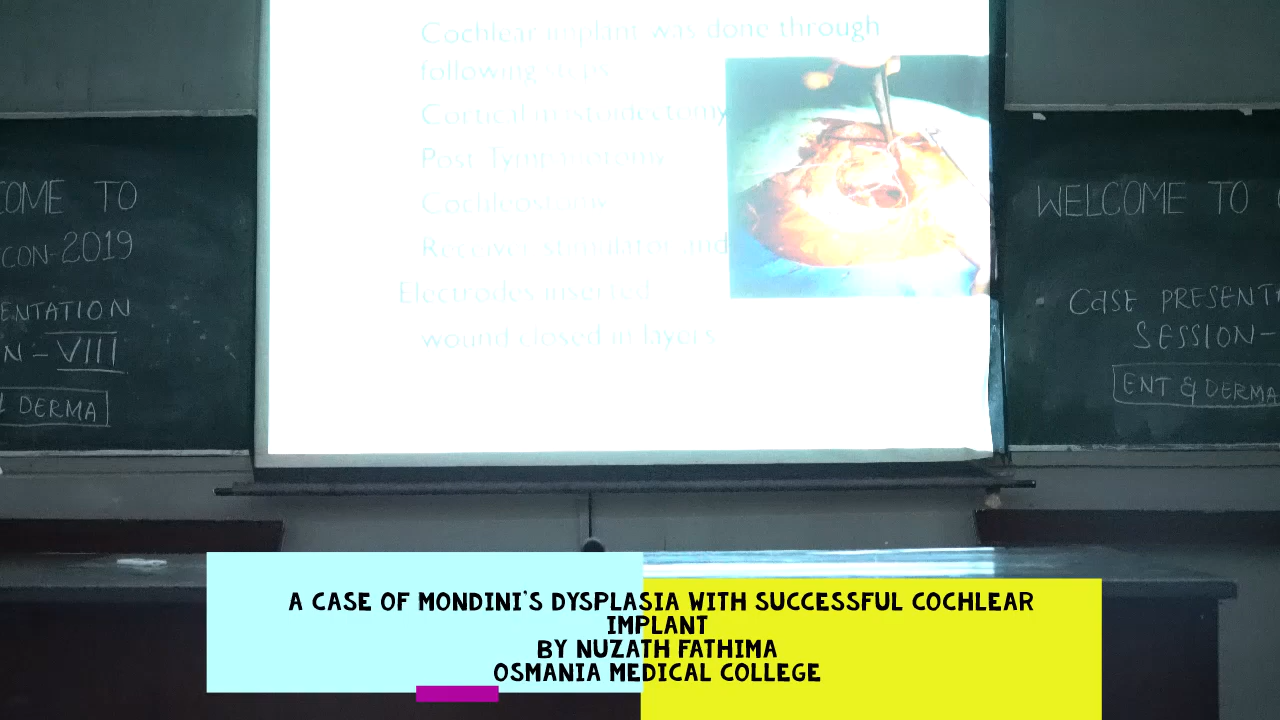 Cochlear implant was done through
following steps
Cortical mastoidectomy
Post Tympanotomy
Cochleostomy
Receiver stimulator and
Electrodes inserted
wound closed in layers
COME TO
CON-2019
ENTATION
N - VIII
& DERMA
WELCOME TO
CASE PRESENT
SESSION-
ENT & DERMA
A CASE OF MONDINI'S DYSPLASIA WITH SUCCESSFUL COCHLEAR
IMPLANT
BY NUZATH FATHIMA
OSMANIA MEDICAL COLLEGE